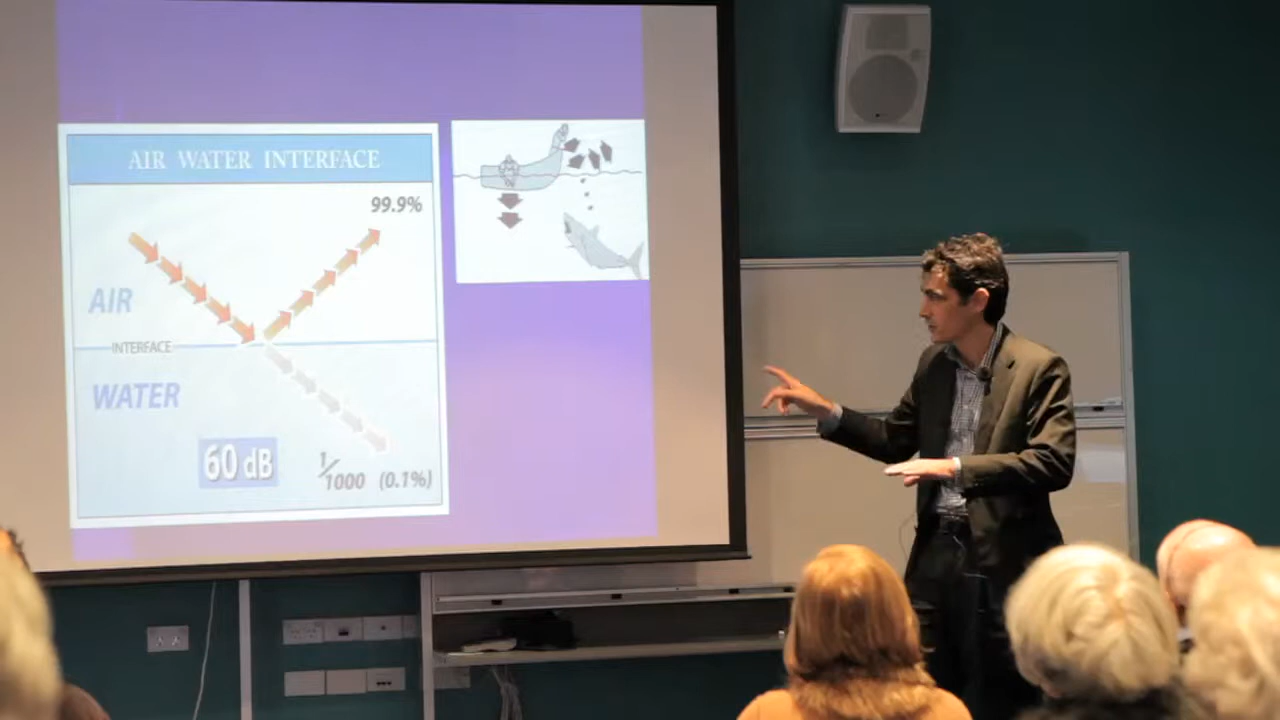 AIR WATER INTERFACE
99.9%
AIR
INTERFACE
WATER
60 dB
1/1000 (0.1%)